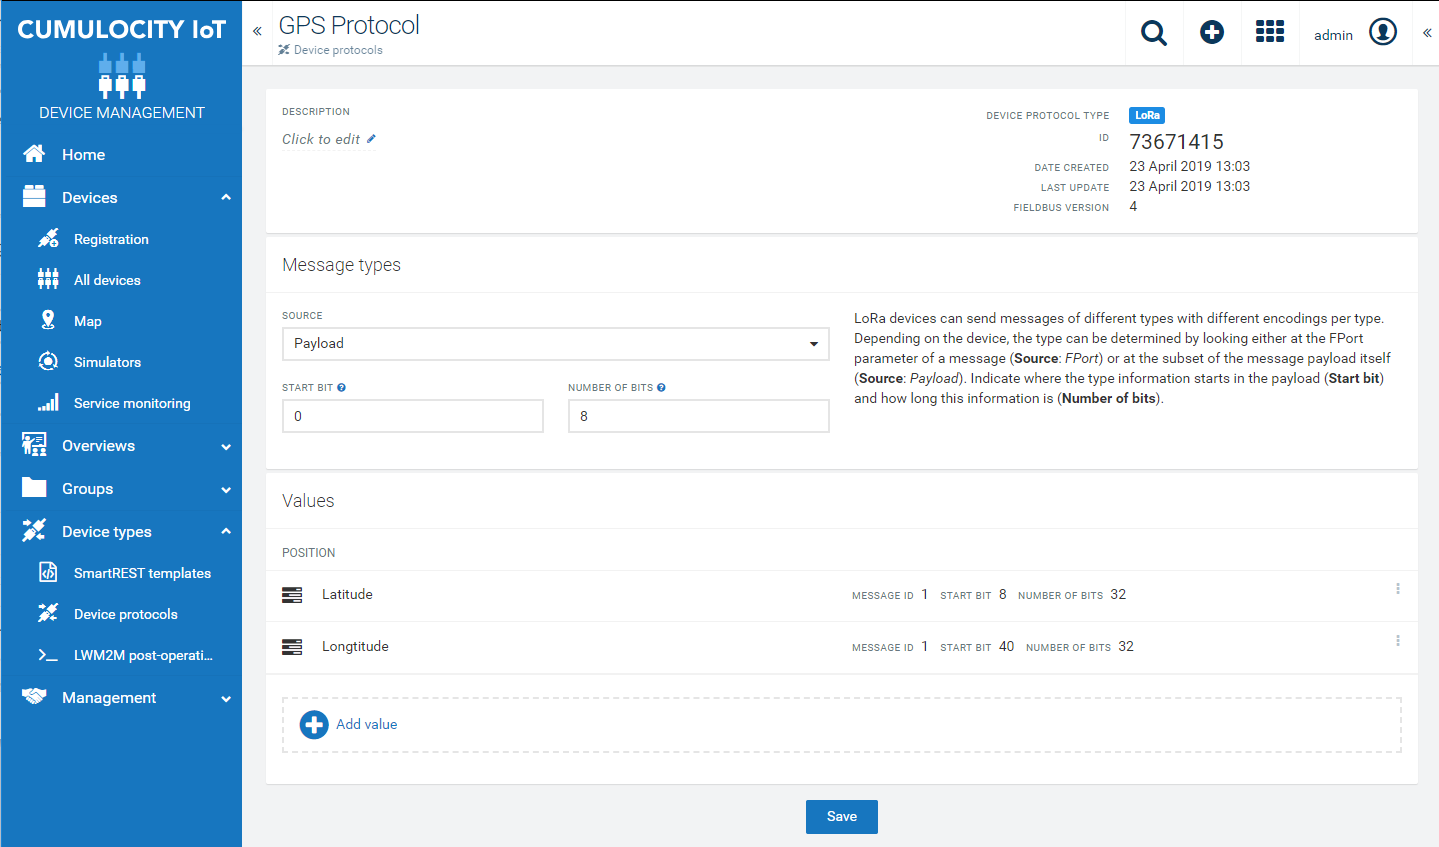 CUMULOCITY IoT
DEVICE MANAGEMENT
Home
Devices
Registration
All devices
Map
Simulators
Service monitoring
Overviews
Groups
Device types
SmartREST templates
Device protocols
LWM2M post-operati...
Management
GPS Protocol
Device protocols
admin
DESCRIPTION
Click to edit
DEVICE PROTOCOL TYPE LoRa
ID 73671415
DATE CREATED 23 April 2019 13:03
LAST UPDATE 23 April 2019 13:03
FIELDBUS VERSION 4
Message types
SOURCE
Payload
START BIT
0
NUMBER OF BITS
8
LoRa devices can send messages of different types with different encodings per type.
Depending on the device, the type can be determined by looking either at the FPort
parameter of a message (Source: FPort) or at the subset of the message payload itself
(Source: Payload). Indicate where the type information starts in the payload (Start bit)
and how long this information is (Number of bits).
Values
POSITION
Latitude MESSAGE ID 1 START BIT 8 NUMBER OF BITS 32
Longtitude MESSAGE ID 1 START BIT 40 NUMBER OF BITS 32
Add value
Save